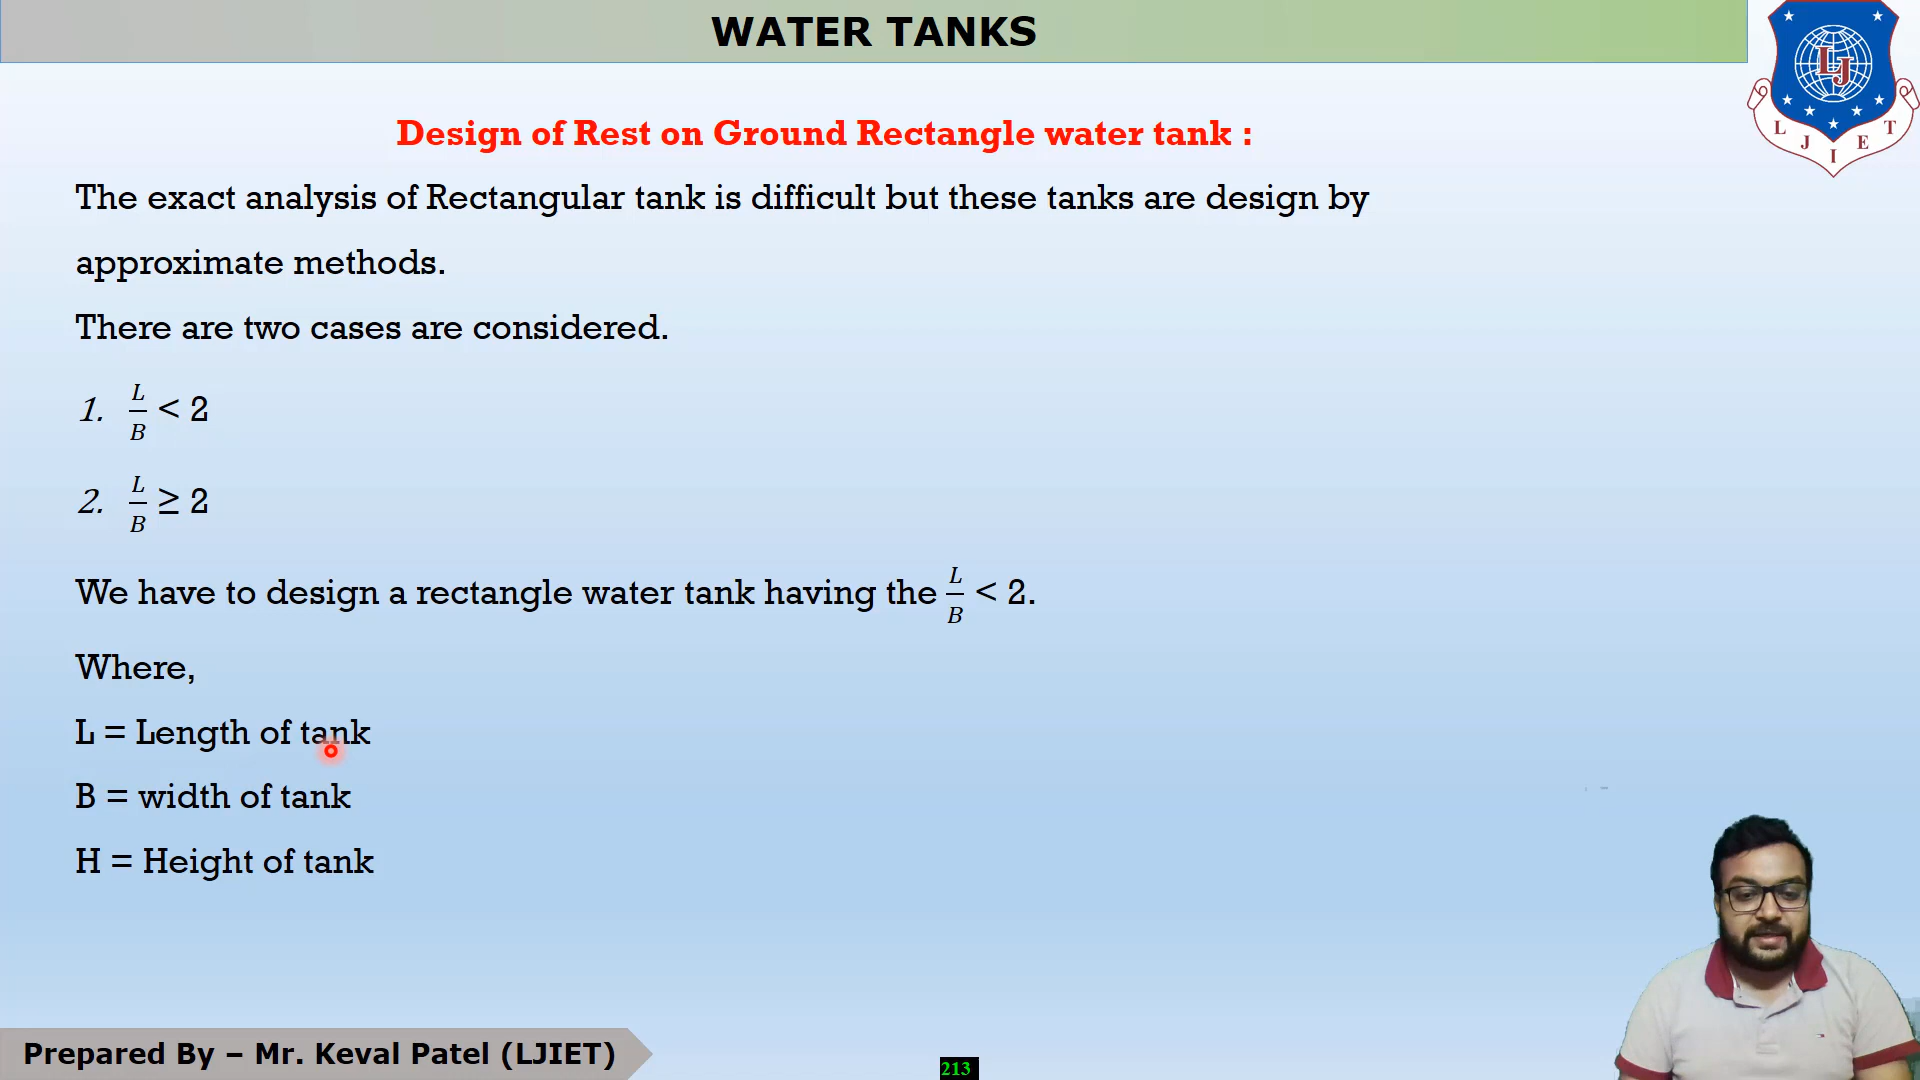 WATER TANKS
LJ
L J I E T
Design of Rest on Ground Rectangle water tank :
The exact analysis of Rectangular tank is difficult but these tanks are design by
approximate methods.
There are two cases are considered.
1. L/B < 2
2. L/B ≥ 2
We have to design a rectangle water tank having the L/B < 2.
Where,
L = Length of tank
B = width of tank
H = Height of tank
Prepared By – Mr. Keval Patel (LJIET)
213